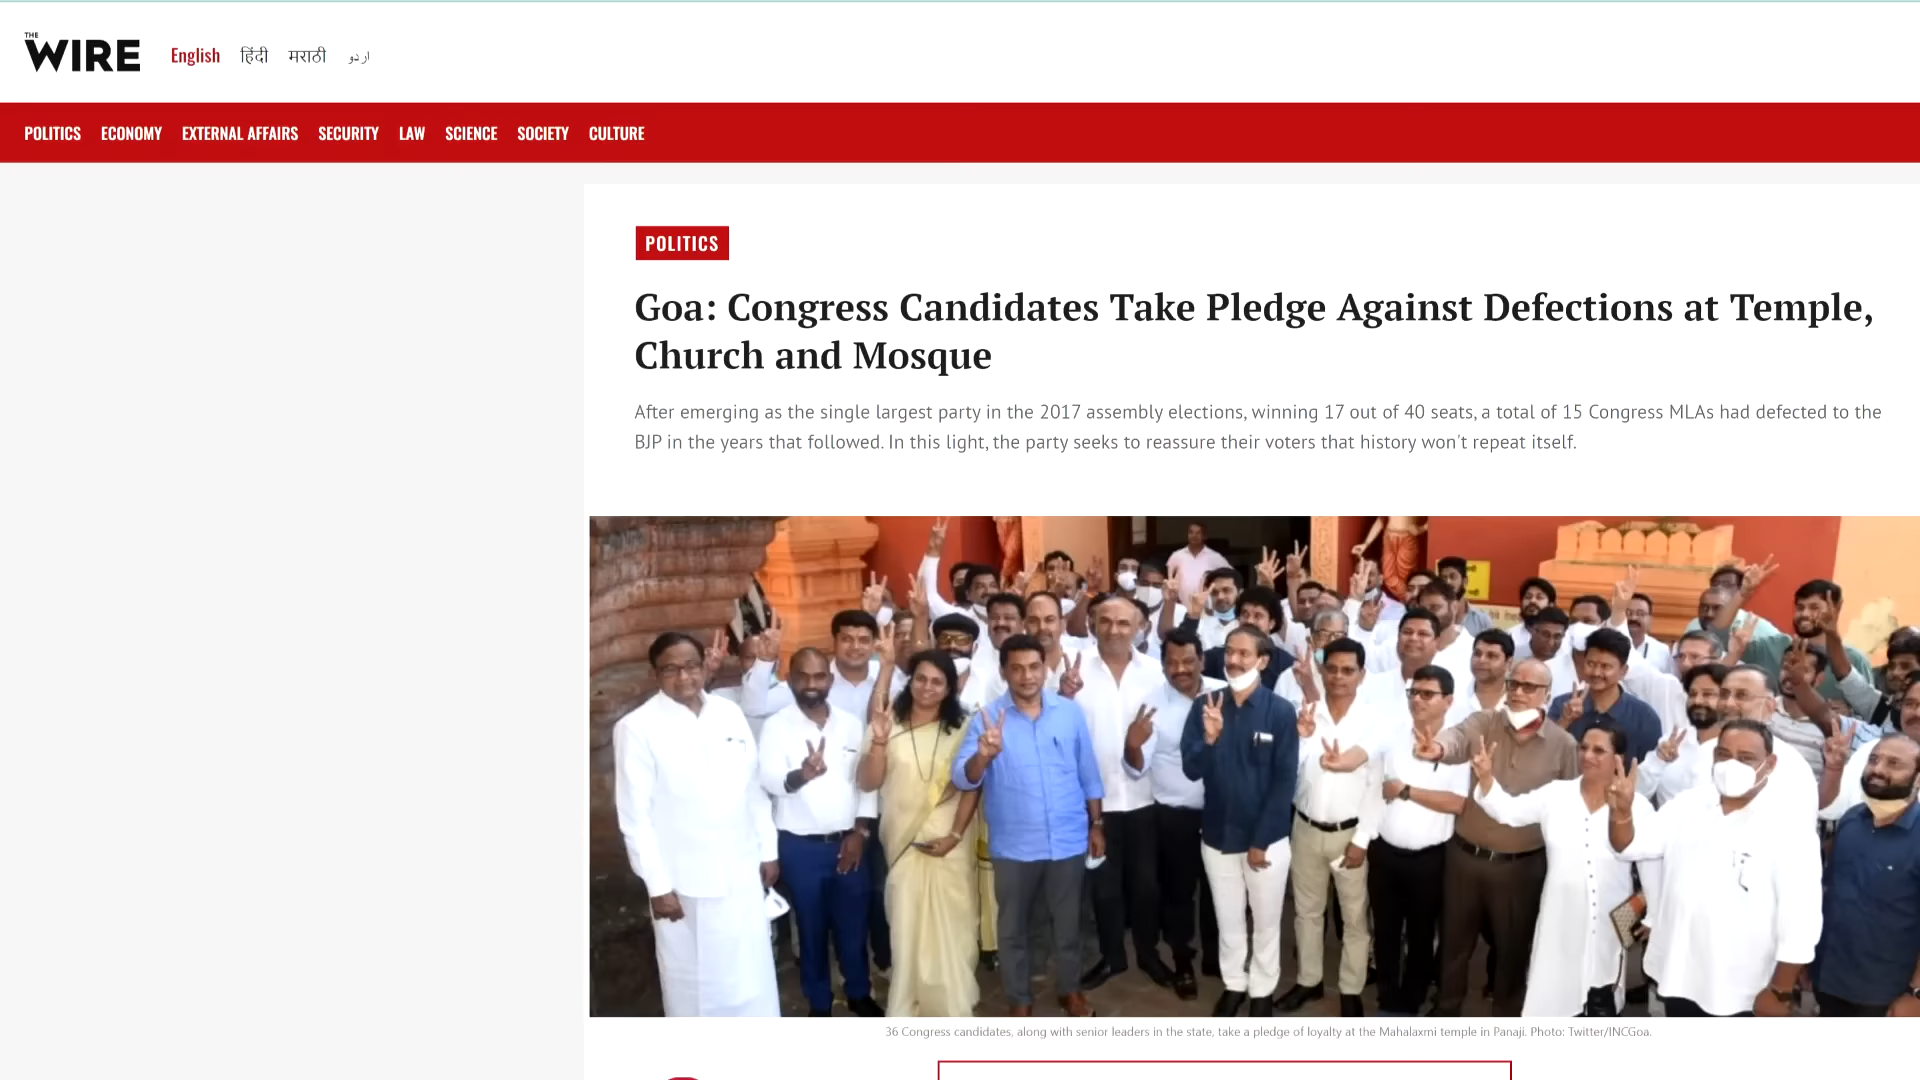 THE
WIRE
English हिंदी मराठी اردو
POLITICS ECONOMY EXTERNAL AFFAIRS SECURITY LAW SCIENCE SOCIETY CULTURE
POLITICS
Goa: Congress Candidates Take Pledge Against Defections at Temple,
Church and Mosque
After emerging as the single largest party in the 2017 assembly elections, winning 17 out of 40 seats, a total of 15 Congress MLAs had defected to the
BJP in the years that followed. In this light, the party seeks to reassure their voters that history won't repeat itself.
36 Congress candidates, along with senior leaders in the state, take a pledge of loyalty at the Mahalaxmi temple in Panaji. Photo: Twitter/INCGoa.